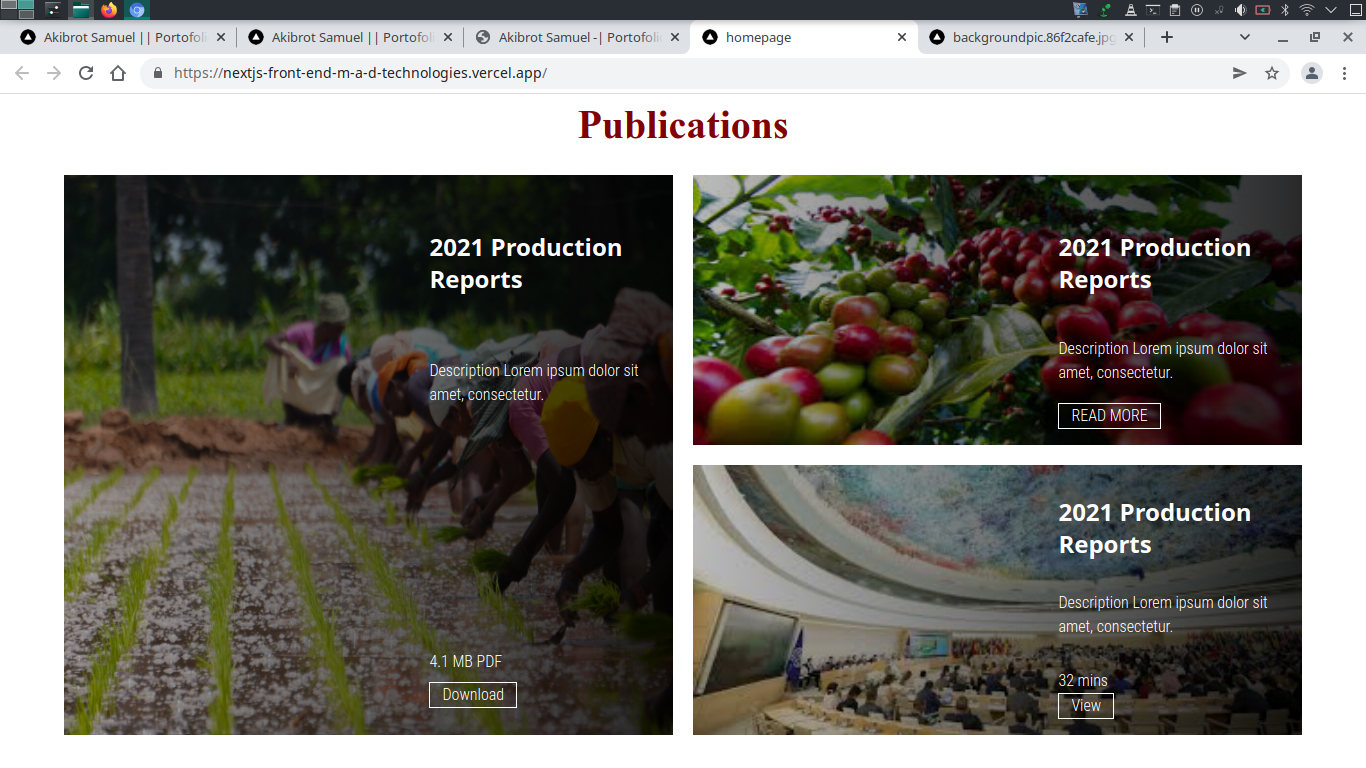 Akibrot Samuel || Portofoli
Akibrot Samuel || Portofoli
Akibrot Samuel -| Portofolio
homepage
backgroundpic.86f2cafe.jpg
https://nextjs-front-end-m-a-d-technologies.vercel.app/
Publications
2021 Production
Reports
Description Lorem ipsum dolor sit
amet, consectetur.
4.1 MB PDF
Download
2021 Production
Reports
Description Lorem ipsum dolor sit
amet, consectetur.
READ MORE
2021 Production
Reports
Description Lorem ipsum dolor sit
amet, consectetur.
32 mins
View